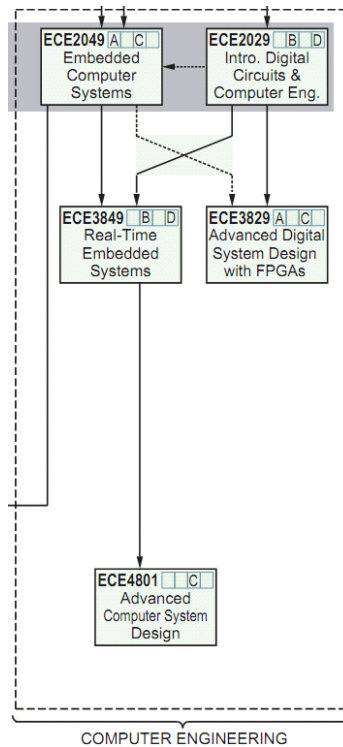 ECE2049 A C
Embedded
Computer
Systems
ECE2029 B D
Intro. Digital
Circuits &
Computer Eng.
ECE3849 B D
Real-Time
Embedded
Systems
ECE3829 A C
Advanced Digital
System Design
with FPGAs
ECE4801 C
Advanced
Computer System
Design
COMPUTER ENGINEERING